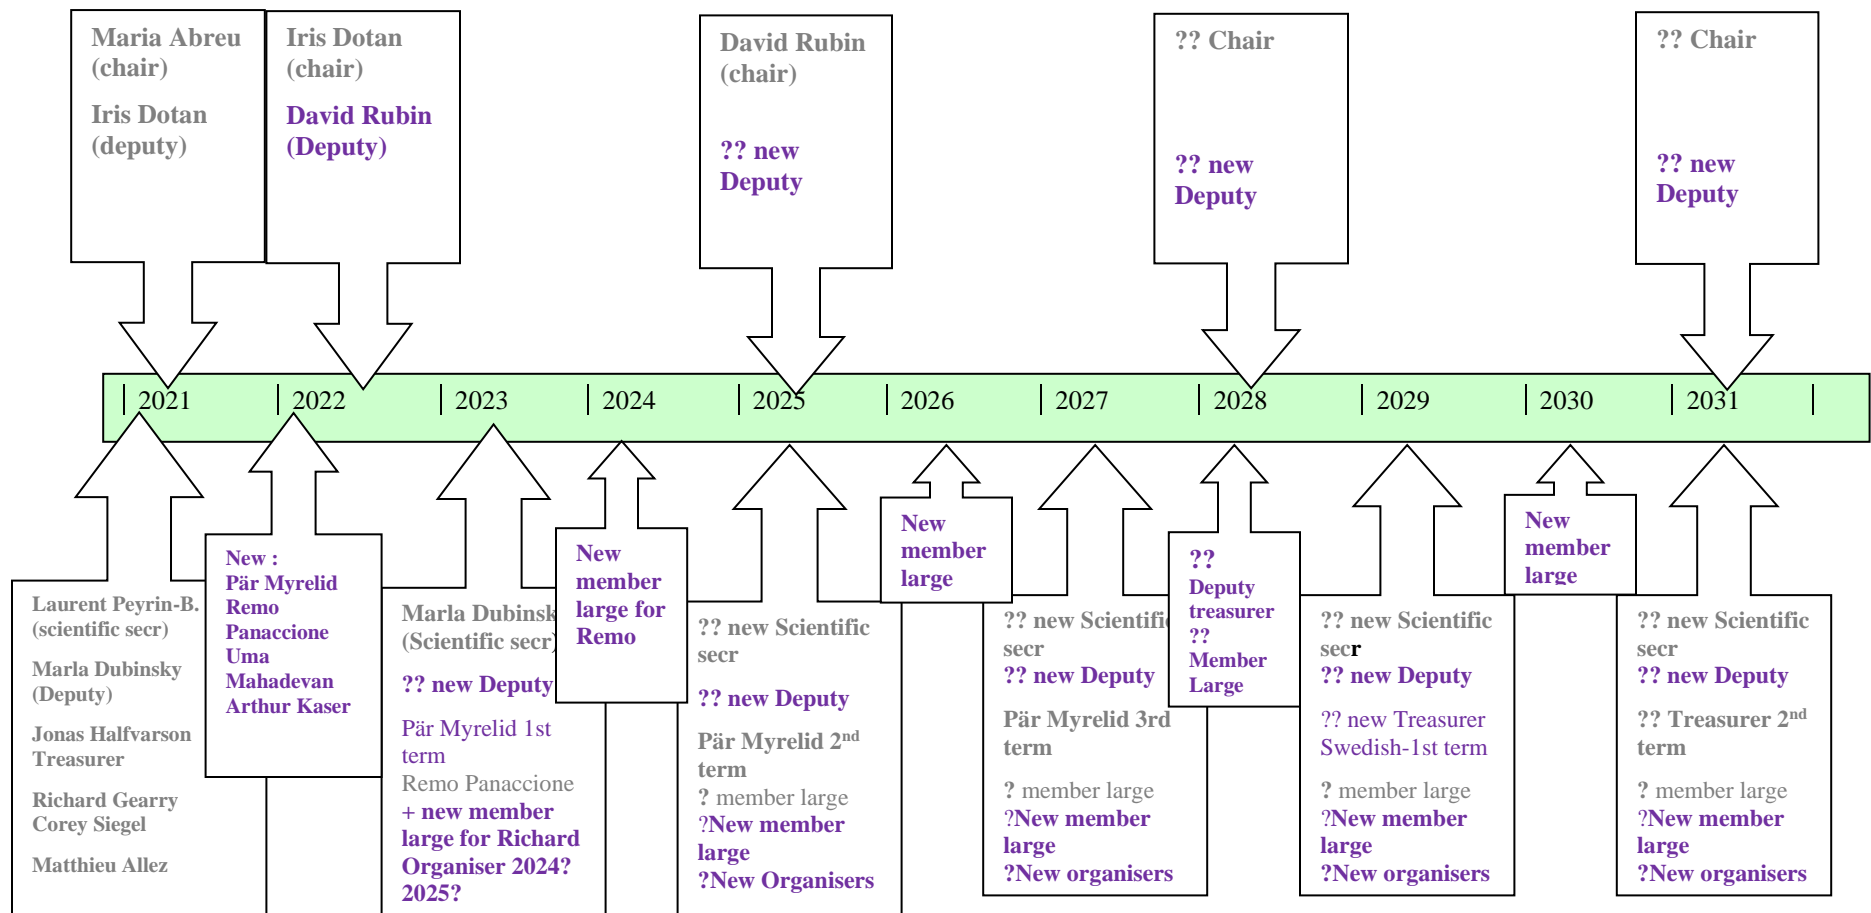 Maria Abreu
(chair)
Iris Dotan
(deputy)
Iris Dotan
(chair)
David Rubin
(Deputy)
David Rubin
(chair)
?? new
Deputy
?? Chair
?? new
Deputy
?? Chair
?? new
Deputy
2021
2022
2023
2024
2025
2026
2027
2028
2029
2030
2031
Laurent Peyrin-B.
(scientific secr)
Marla Dubinsky
(Deputy)
Jonas Halfvarson
Treasurer
Richard Gearry
Corey Siegel
Matthieu Allez
New :
Pär Myrelid
Remo
Panaccione
Uma
Mahadevan
Arthur Kaser
Marla Dubinsk
(Scientific secr)
?? new Deputy
Pär Myrelid 1st
term
Remo Panaccione
+ new member
large for Richard
Organiser 2024?
2025?
New
member
large for
Remo
?? new Scientific
secr
?? new Deputy
Pär Myrelid 2nd
term
? member large
?New member
large
?New Organisers
New
member
large
?? new Scientific
secr
?? new Deputy
Pär Myrelid 3rd
term
? member large
?New member
large
?New organisers
??
Deputy
treasurer
??
Member
Large
?? new Scientific
secr
?? new Deputy
?? new Treasurer
Swedish-1st term
? member large
?New member
large
?New organisers
New
member
large
?? new Scientific
secr
?? new Deputy
?? Treasurer 2nd
term
? member large
?New member
large
?New organisers